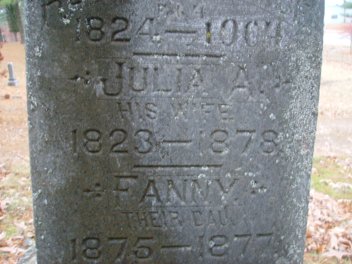 1824—1904
JULIA A.
HIS WIFE
1823—1878
FANNY
THEIR DAU.
1875—1877